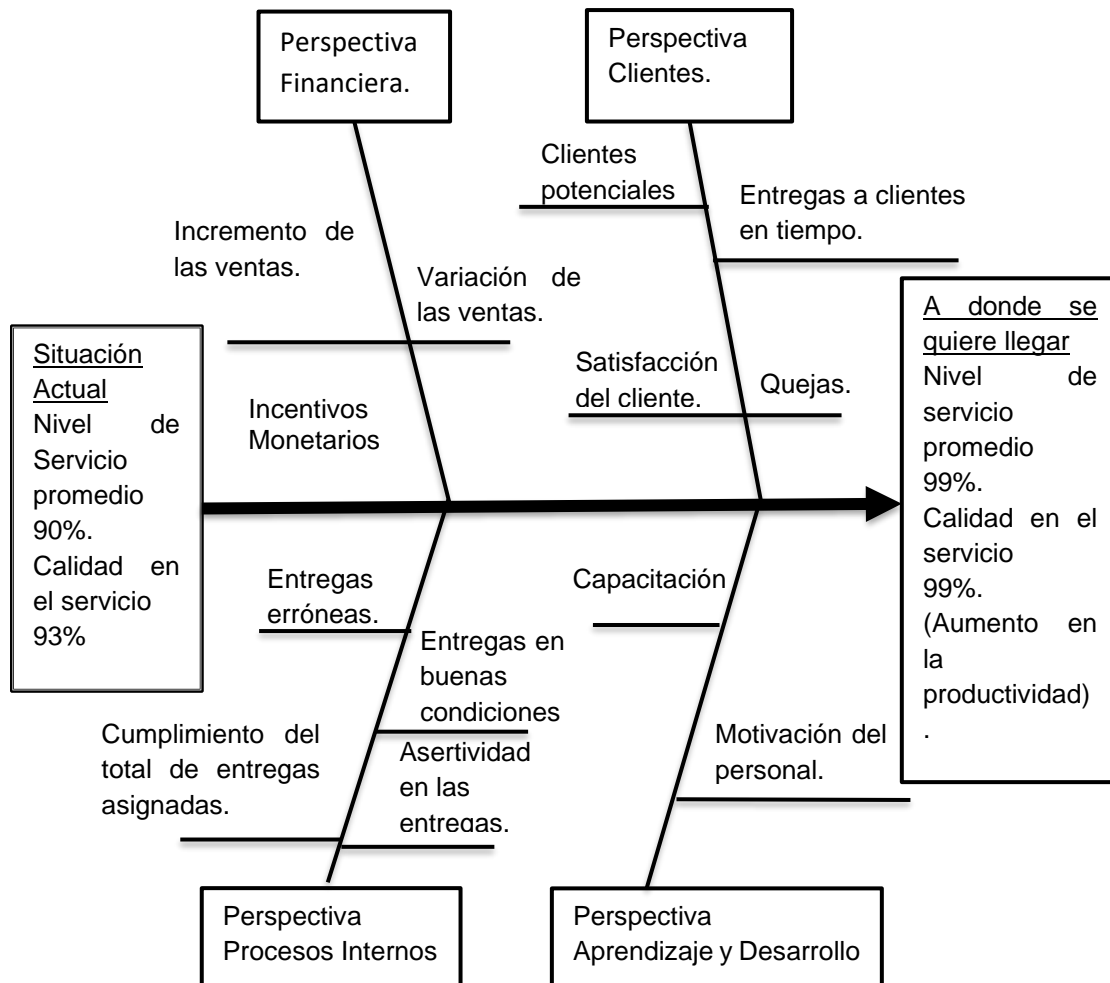 Perspectiva
Financiera.
Perspectiva
Clientes.
Clientes
potenciales
Entregas a clientes
en tiempo.
Incremento de
las ventas.
Variación de
las ventas.
Situación
Actual
Nivel de
Servicio
promedio
90%.
Calidad en
el servicio
93%
Incentivos
Monetarios
Satisfacción
del cliente.
Quejas.
A donde se
quiere llegar
Nivel de
servicio
promedio
99%.
Calidad en el
servicio
99%.
(Aumento en
la
productividad)
.
Entregas
erróneas.
Entregas en
buenas
condiciones
Cumplimiento del
total de entregas
asignadas.
Asertividad
en las
entregas.
Capacitación
Motivación del
personal.
Perspectiva
Procesos Internos
Perspectiva
Aprendizaje y Desarrollo